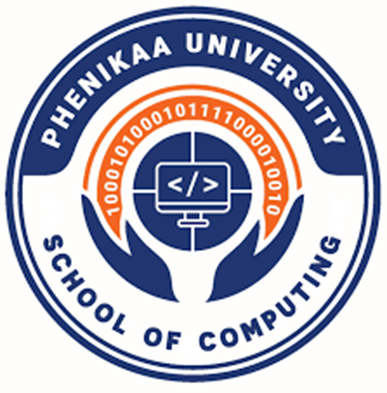 PHENIKAA UNIVERSITY
1000101000101111000010010
</>
SCHOOL OF COMPUTING